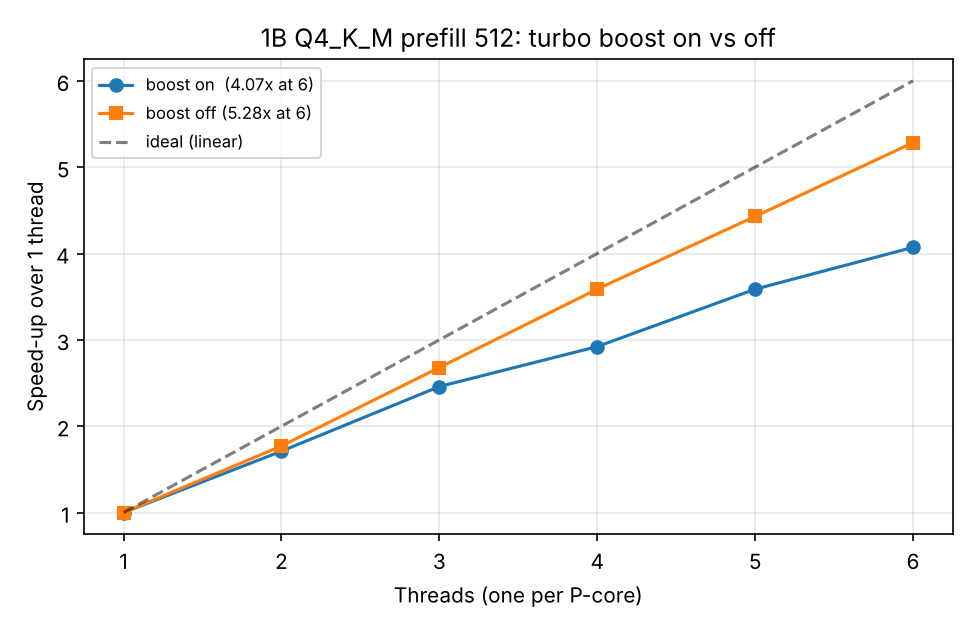 1B Q4_K_M prefill 512: turbo boost on vs off
boost on  (4.07x at 6)
boost off (5.28x at 6)
ideal (linear)
Speed-up over 1 thread
6
5
4
3
2
1
1 2 3 4 5 6
Threads (one per P-core)